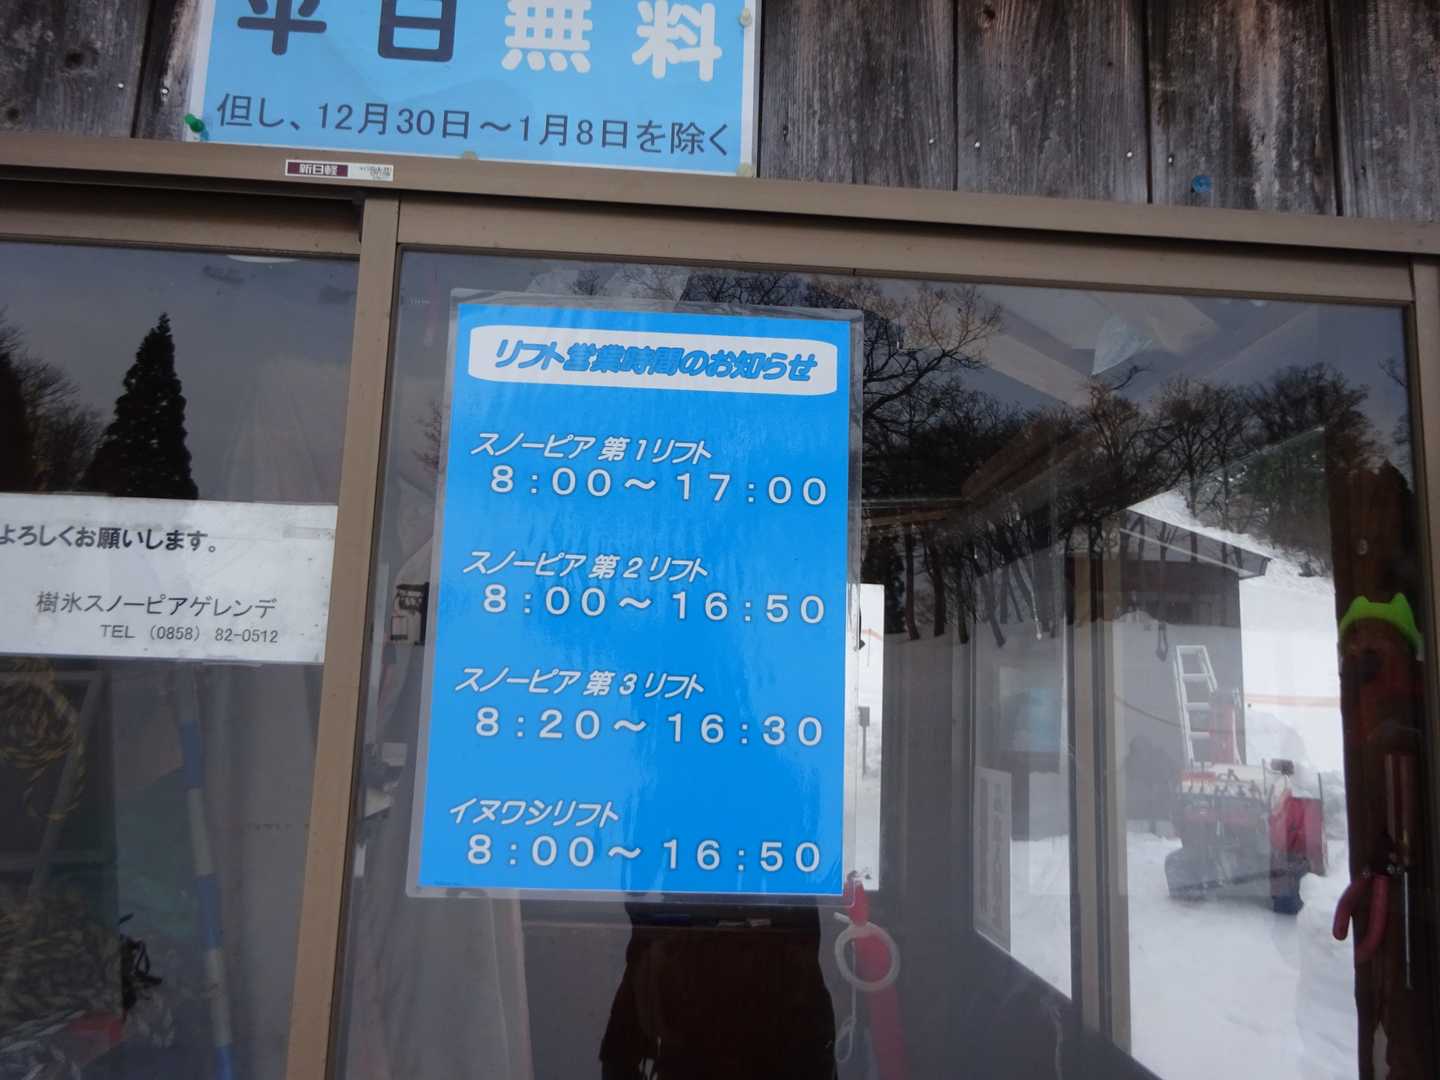 平日無料
但し、12月30日～1月8日を除く
新日軽
リフト営業時間のお知らせ
スノーピア 第1リフト
8:00～17:00
スノーピア 第2リフト
8:00～16:50
スノーピア 第3リフト
8:20～16:30
イヌワシリフト
8:00～16:50
よろしくお願いします。
樹氷スノーピアゲレンデ
TEL (0858) 82-0512